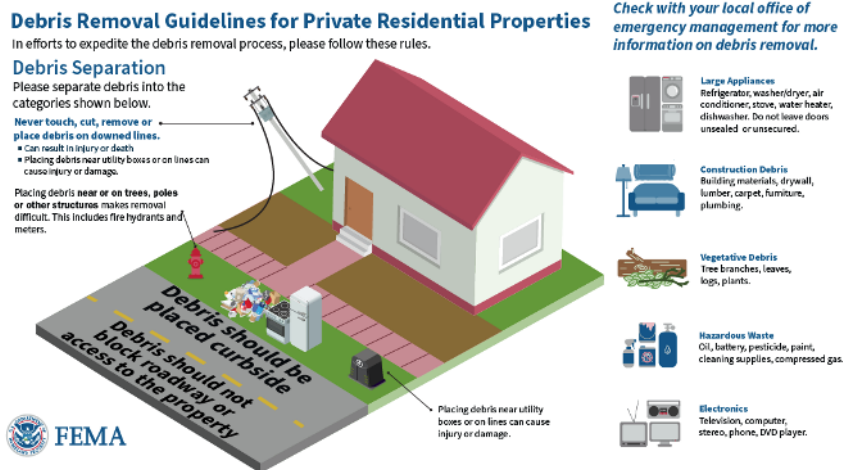 Debris Removal Guidelines for Private Residential Properties
In efforts to expedite the debris removal process, please follow these rules.
Debris Separation
Please separate debris into the
categories shown below.
Never touch, cut, remove or
place debris on downed lines.
Can result in injury or death
Placing debris near utility boxes or on lines can
cause injury or damage.
Placing debris near or on trees, poles
or other structures makes removal
difficult. This includes fire hydrants and
meters.
Debris should be
placed curbside
Debris should not
block roadway or
access to the property
Placing debris near utility
boxes or on lines can cause
injury or damage.
FEMA
Check with your local office of
emergency management for more
information on debris removal.
Large Appliances
Refrigerator, washer/dryer, air
conditioner, stove, water heater,
dishwasher. Do not leave doors
unsealed or unsecured.
Construction Debris
Building materials, drywall,
lumber, carpet, furniture,
plumbing.
Vegetative Debris
Tree branches, leaves,
logs, plants.
Hazardous Waste
Oil, battery, pesticide, paint,
cleaning supplies, compressed gas.
Electronics
Television, computer,
stereo, phone, DVD player.